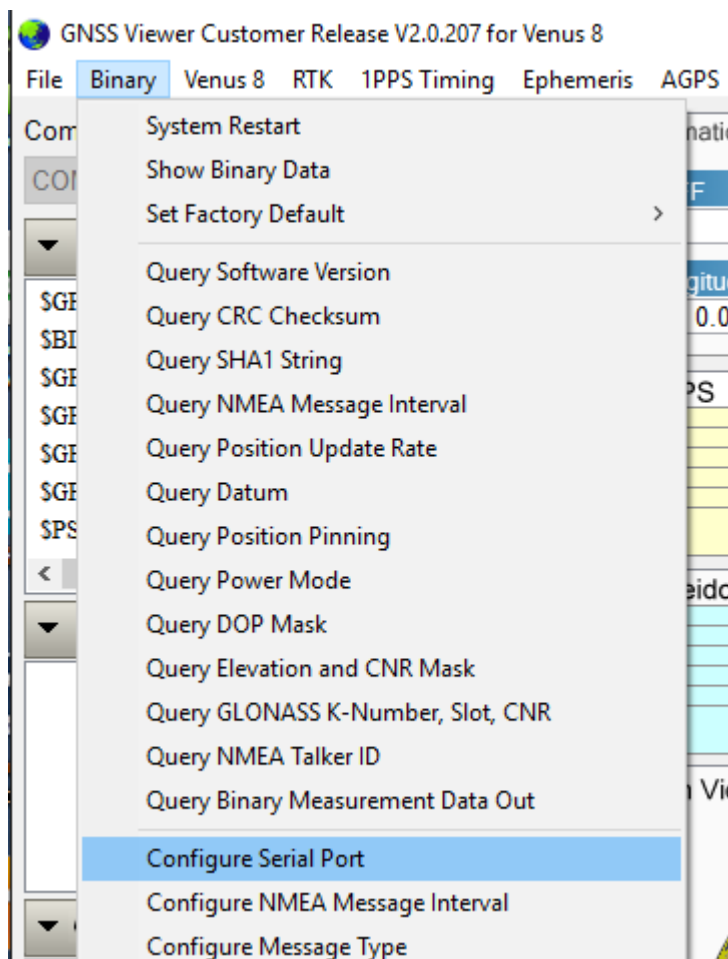 GNSS Viewer Customer Release V2.0.207 for Venus 8
File Binary Venus 8 RTK 1PPS Timing Ephemeris AGPS
System Restart
Show Binary Data
Set Factory Default
Query Software Version
Query CRC Checksum
Query SHA1 String
Query NMEA Message Interval
Query Position Update Rate
Query Datum
Query Position Pinning
Query Power Mode
Query DOP Mask
Query Elevation and CNR Mask
Query GLONASS K-Number, Slot, CNR
Query NMEA Talker ID
Query Binary Measurement Data Out
Configure Serial Port
Configure NMEA Message Interval
Configure Message Type